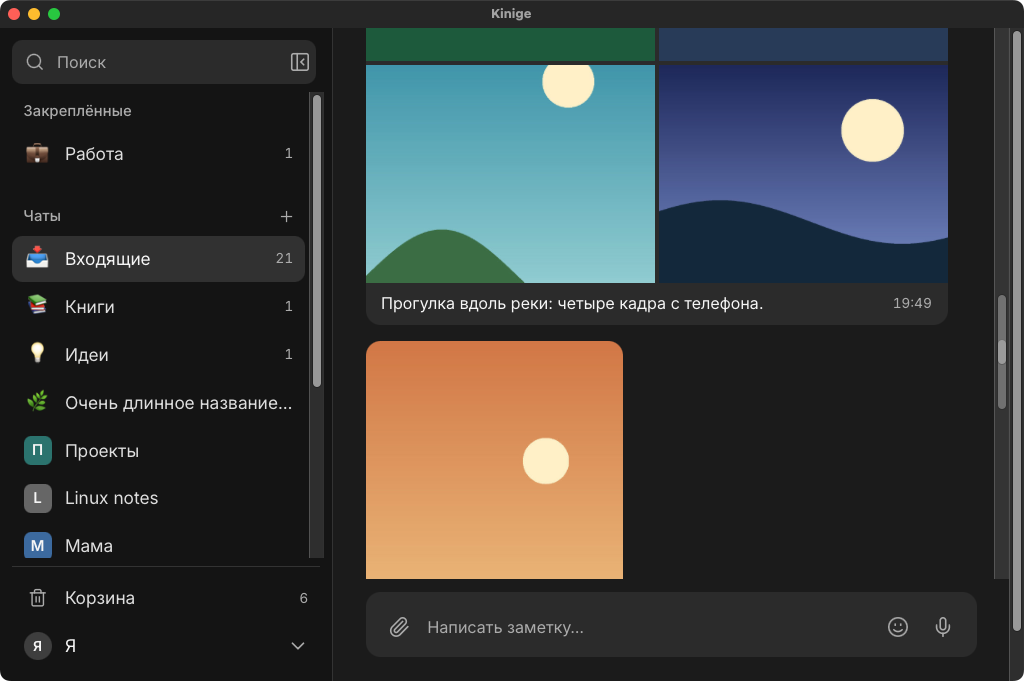 Kinige
Поиск
Закреплённые
Работа 1
Чаты
Входящие 21
Книги 1
Идеи 1
Очень длинное название...
П Проекты
L Linux notes
М Мама
Корзина 6
Я Я
Прогулка вдоль реки: четыре кадра с телефона. 19:49
Написать заметку...